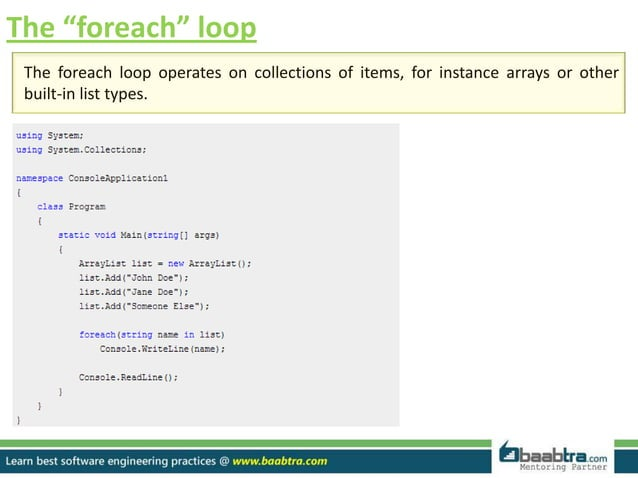 The “foreach” loop
The foreach loop operates on collections of items, for instance arrays or other
built-in list types.
using System;
using System.Collections;
namespace ConsoleApplication1
{
class Program
{
static void Main(string[] args)
{
ArrayList list = new ArrayList();
list.Add("John Doe");
list.Add("Jane Doe");
list.Add("Someone Else");
foreach(string name in list)
Console.WriteLine(name);
Console.ReadLine();
}
}
}
Learn best software engineering practices @ www.baabtra.com
baabtra.com
Mentoring Partner